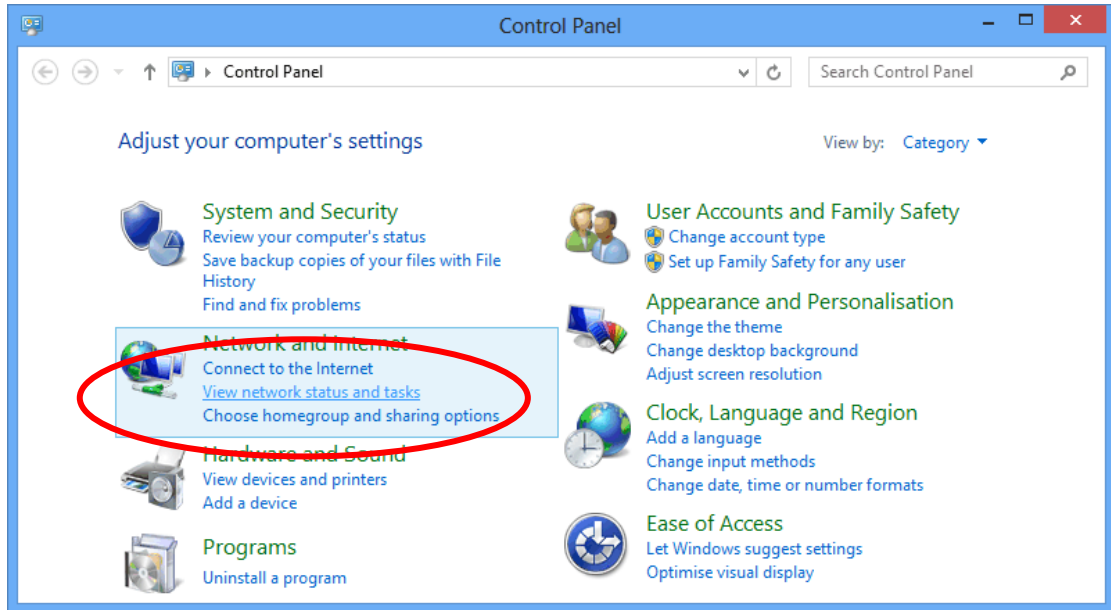 Control Panel
Control Panel
Search Control Panel
Adjust your computer's settings
View by: Category
System and Security
Review your computer's status
Save backup copies of your files with File
History
Find and fix problems
Network and Internet
Connect to the Internet
View network status and tasks
Choose homegroup and sharing options
Hardware and Sound
View devices and printers
Add a device
Programs
Uninstall a program
User Accounts and Family Safety
Change account type
Set up Family Safety for any user
Appearance and Personalisation
Change the theme
Change desktop background
Adjust screen resolution
Clock, Language and Region
Add a language
Change input methods
Change date, time or number formats
Ease of Access
Let Windows suggest settings
Optimise visual display